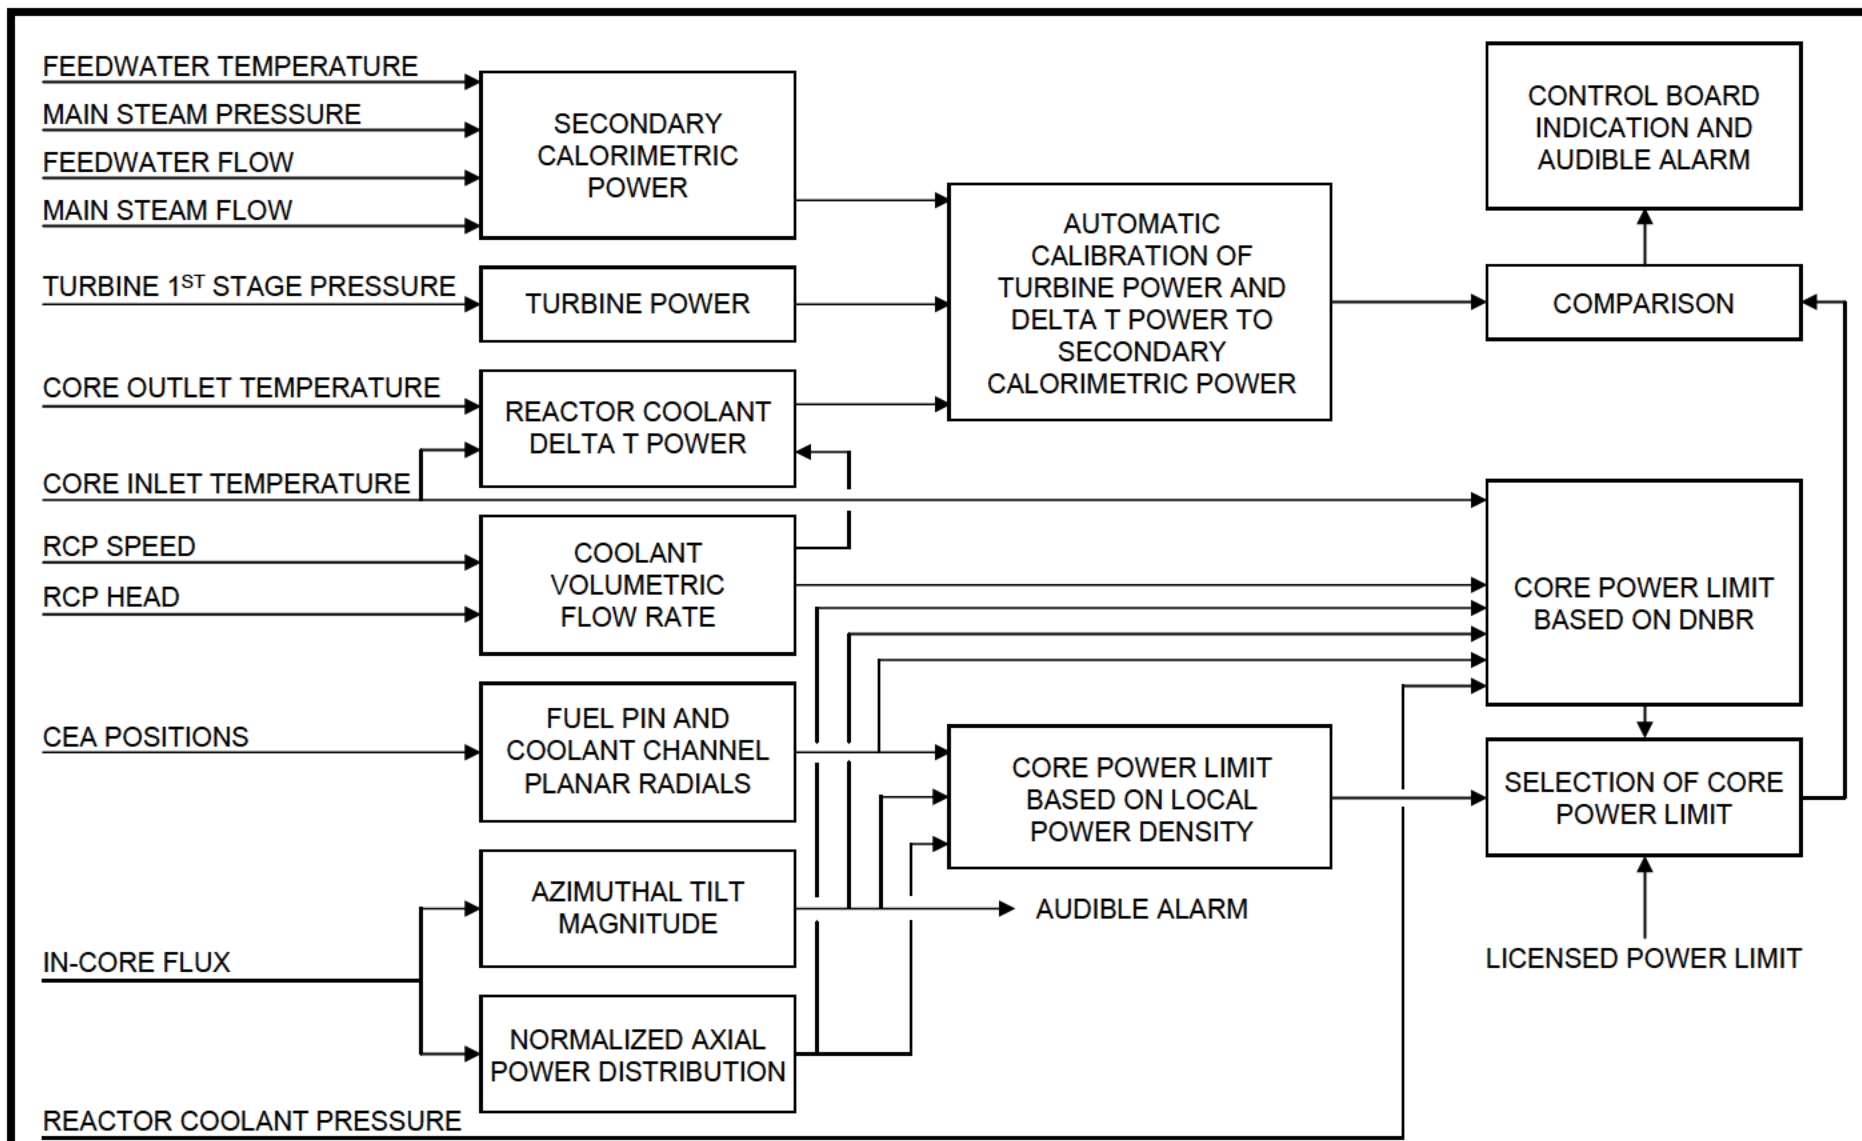 FEEDWATER TEMPERATURE
MAIN STEAM PRESSURE
FEEDWATER FLOW
MAIN STEAM FLOW
SECONDARY
CALORIMETRIC
POWER
TURBINE 1ST STAGE PRESSURE
TURBINE POWER
CORE OUTLET TEMPERATURE
REACTOR COOLANT
DELTA T POWER
CORE INLET TEMPERATURE
RCP SPEED
RCP HEAD
COOLANT
VOLUMETRIC
FLOW RATE
CEA POSITIONS
FUEL PIN AND
COOLANT CHANNEL
PLANAR RADIALS
AZIMUTHAL TILT
MAGNITUDE
IN-CORE FLUX
NORMALIZED AXIAL
POWER DISTRIBUTION
REACTOR COOLANT PRESSURE
AUTOMATIC
CALIBRATION OF
TURBINE POWER AND
DELTA T POWER TO
SECONDARY
CALORIMETRIC POWER
CORE POWER LIMIT
BASED ON LOCAL
POWER DENSITY
AUDIBLE ALARM
CONTROL BOARD
INDICATION AND
AUDIBLE ALARM
COMPARISON
CORE POWER LIMIT
BASED ON DNBR
SELECTION OF CORE
POWER LIMIT
LICENSED POWER LIMIT